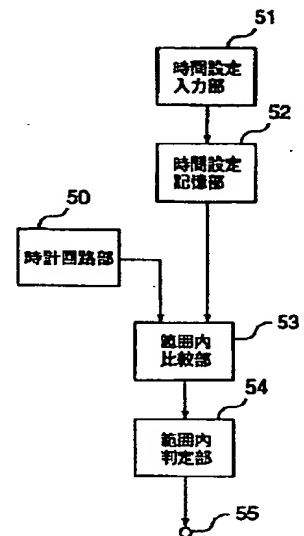 51
時間設定
入力部
52
時間設定
記憶部
50
時計回路部
53
範囲内
比較部
54
範囲内
判定部
55